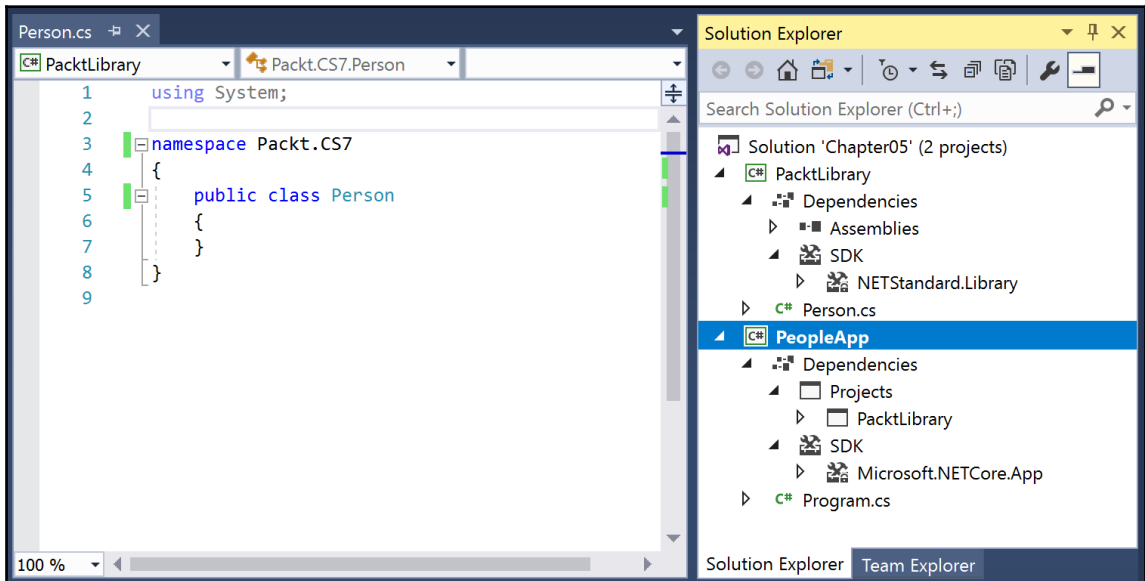 Person.cs
C# PacktLibrary
Packt.CS7.Person
1 using System;
2
3 namespace Packt.CS7
4 {
5 public class Person
6 {
7 }
8 }
9
100 %
Solution Explorer
Search Solution Explorer (Ctrl+;)
Solution 'Chapter05' (2 projects)
C# PacktLibrary
Dependencies
Assemblies
SDK
NETStandard.Library
C# Person.cs
C# PeopleApp
Dependencies
Projects
PacktLibrary
SDK
Microsoft.NETCore.App
C# Program.cs
Solution Explorer Team Explorer